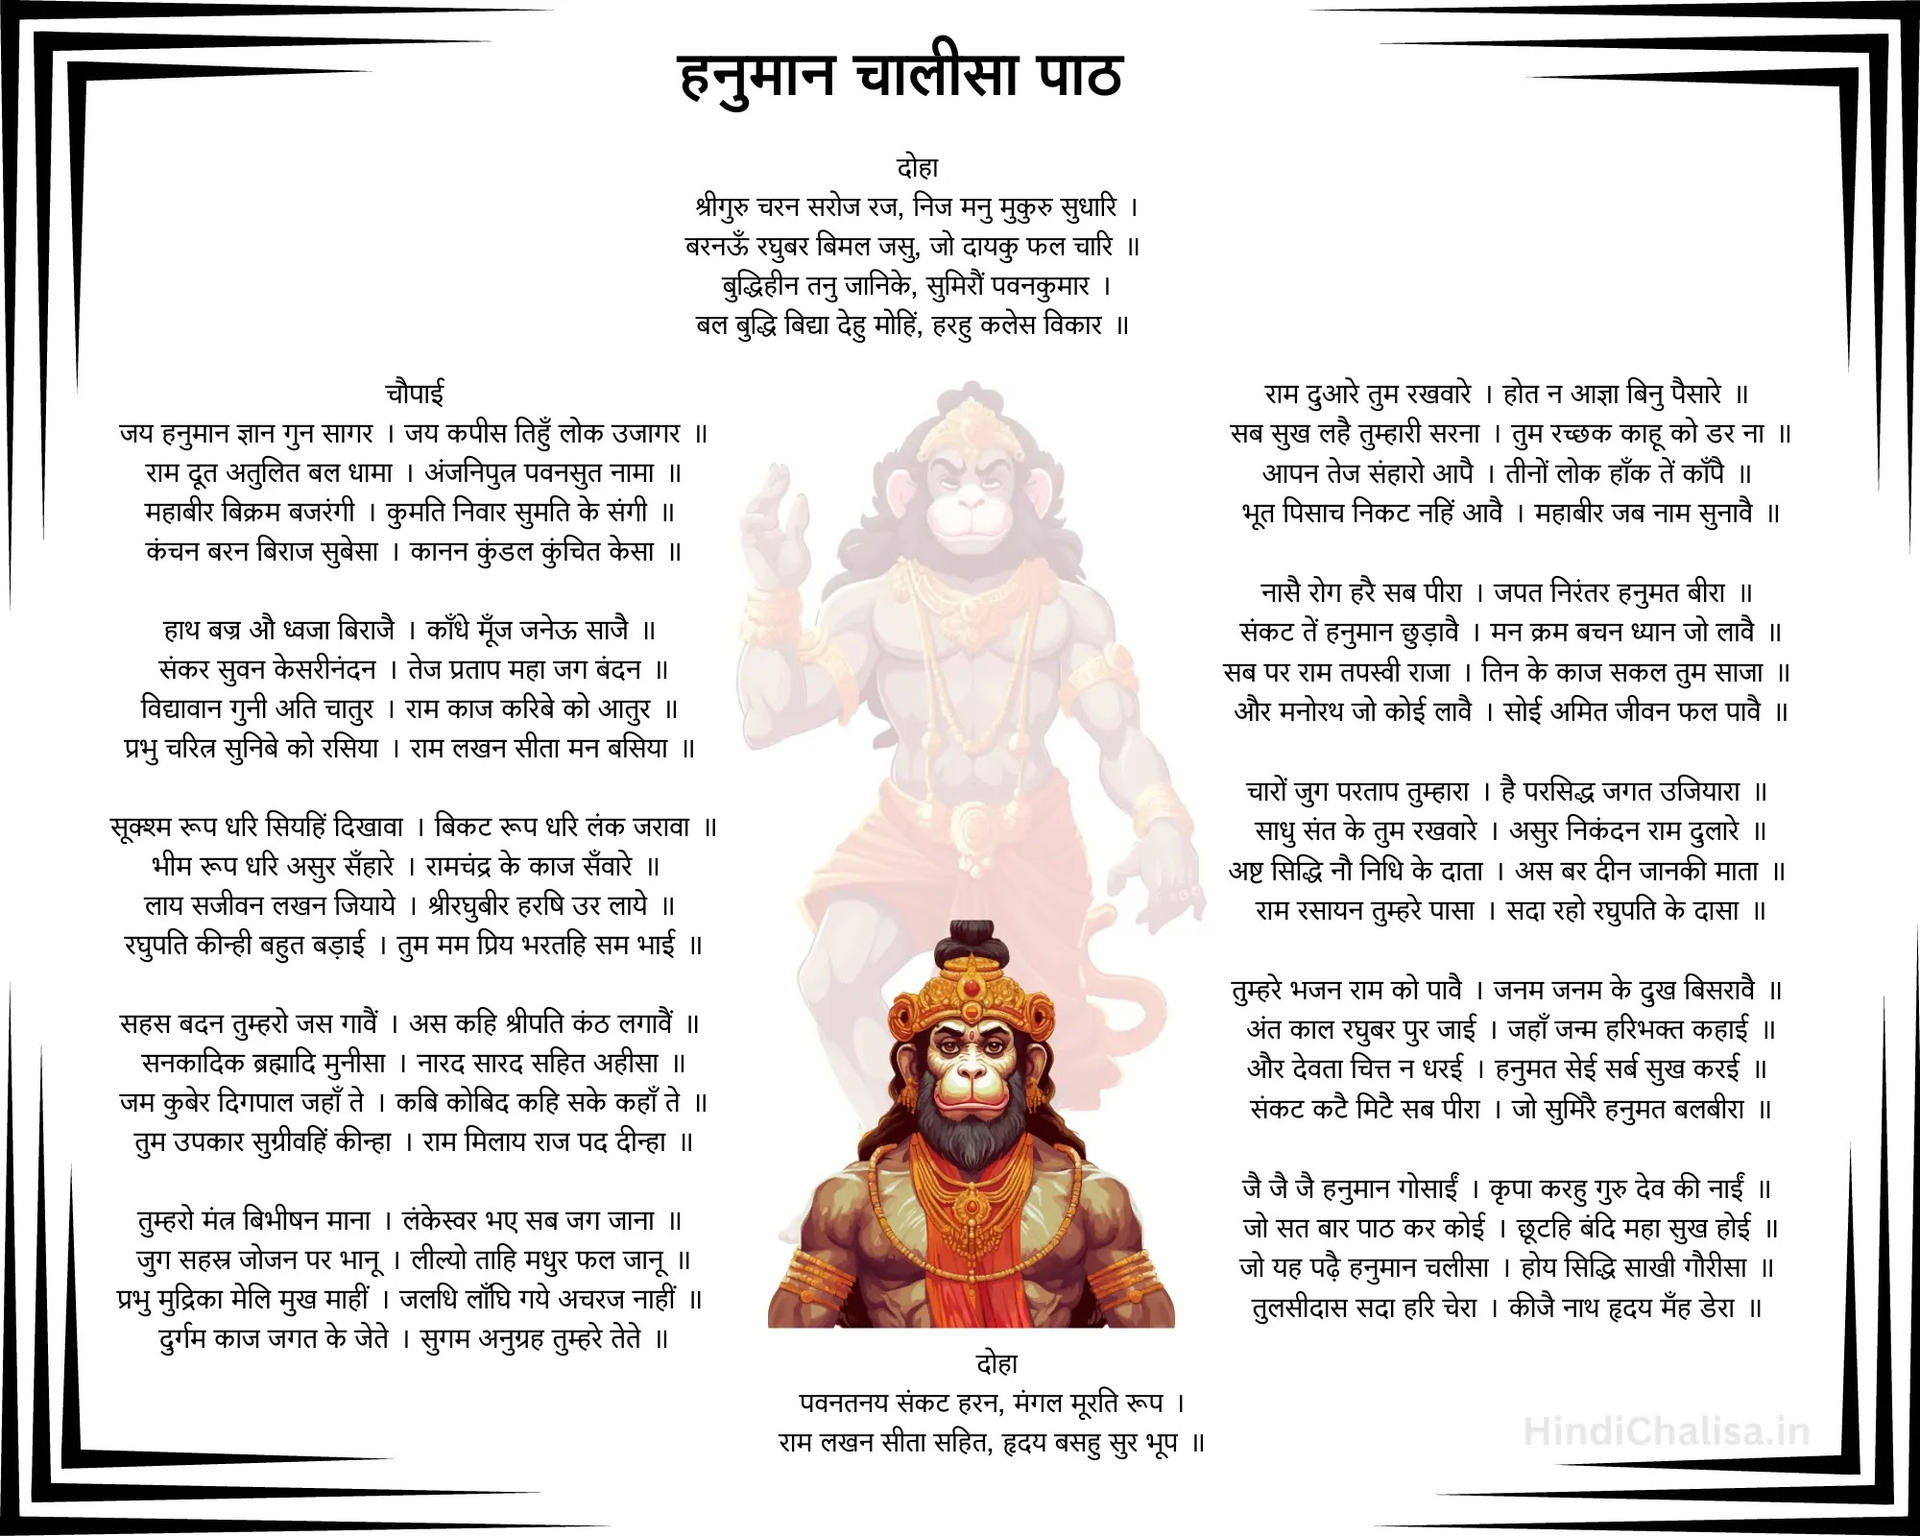 हनुमान चालीसा पाठ
दोहा
श्रीगुरु चरन सरोज रज, निज मनु मुकुरु सुधारि ।
बरनऊँ रघुबर बिमल जसु, जो दायकु फल चारि ॥
बुद्धिहीन तनु जानिके, सुमिरौं पवनकुमार ।
बल बुद्धि बिद्या देहु मोहिं, हरहु कलेस विकार ॥
चौपाई
जय हनुमान ज्ञान गुन सागर । जय कपीस तिहुँ लोक उजागर ॥
राम दूत अतुलित बल धामा । अंजनिपुत्र पवनसुत नामा ॥
महाबीर बिक्रम बजरंगी । कुमति निवार सुमति के संगी ॥
कंचन बरन बिराज सुबेसा । कानन कुंडल कुंचित केसा ॥
हाथ बज्र औ ध्वजा बिराजै । काँधे मूँज जनेऊ साजै ॥
संकर सुवन केसरीनंदन । तेज प्रताप महा जग बंदन ॥
विद्यावान गुनी अति चातुर । राम काज करिबे को आतुर ॥
प्रभु चरित्र सुनिबे को रसिया । राम लखन सीता मन बसिया ॥
सूक्श्म रूप धरि सियहिं दिखावा । बिकट रूप धरि लंक जरावा ॥
भीम रूप धरि असुर सँहारे । रामचंद्र के काज सँवारे ॥
लाय सजीवन लखन जियाये । श्रीरघुबीर हरषि उर लाये ॥
रघुपति कीन्ही बहुत बड़ाई । तुम मम प्रिय भरतहि सम भाई ॥
सहस बदन तुम्हरो जस गावैं । अस कहि श्रीपति कंठ लगावैं ॥
सनकादिक ब्रह्मादि मुनीसा । नारद सारद सहित अहीसा ॥
जम कुबेर दिगपाल जहाँ ते । कबि कोबिद कहि सके कहाँ ते ॥
तुम उपकार सुग्रीवहिं कीन्हा । राम मिलाय राज पद दीन्हा ॥
तुम्हरो मंत्र बिभीषन माना । लंकेस्वर भए सब जग जाना ॥
जुग सहस्र जोजन पर भानू । लील्यो ताहि मधुर फल जानू ॥
प्रभु मुद्रिका मेलि मुख माहीं । जलधि लाँघि गये अचरज नाहीं ॥
दुर्गम काज जगत के जेते । सुगम अनुग्रह तुम्हरे तेते ॥
राम दुआरे तुम रखवारे । होत न आज्ञा बिनु पैसारे ॥
सब सुख लहै तुम्हारी सरना । तुम रच्छक काहू को डर ना ॥
आपन तेज संहारो आपै । तीनों लोक हाँक तें काँपै ॥
भूत पिसाच निकट नहिं आवै । महाबीर जब नाम सुनावै ॥
नासै रोग हरै सब पीरा । जपत निरंतर हनुमत बीरा ॥
संकट तें हनुमान छुड़ावै । मन क्रम बचन ध्यान जो लावै ॥
सब पर राम तपस्वी राजा । तिन के काज सकल तुम साजा ॥
और मनोरथ जो कोई लावै । सोई अमित जीवन फल पावै ॥
चारों जुग परताप तुम्हारा । है परसिद्ध जगत उजियारा ॥
साधु संत के तुम रखवारे । असुर निकंदन राम दुलारे ॥
अष्ट सिद्धि नौ निधि के दाता । अस बर दीन जानकी माता ॥
राम रसायन तुम्हरे पासा । सदा रहो रघुपति के दासा ॥
तुम्हरे भजन राम को पावै । जनम जनम के दुख बिसरावै ॥
अंत काल रघुबर पुर जाई । जहाँ जन्म हरिभक्त कहाई ॥
और देवता चित्त न धरई । हनुमत सेई सर्ब सुख करई ॥
संकट कटै मिटै सब पीरा । जो सुमिरै हनुमत बलबीरा ॥
जै जै जै हनुमान गोसाईं । कृपा करहु गुरु देव की नाईं ॥
जो सत बार पाठ कर कोई । छूटहि बंदि महा सुख होई ॥
जो यह पढ़ै हनुमान चलीसा । होय सिद्धि साखी गौरीसा ॥
तुलसीदास सदा हरि चेरा । कीजै नाथ हृदय मँह डेरा ॥
दोहा
पवनतनय संकट हरन, मंगल मूरति रूप ।
राम लखन सीता सहित, हृदय बसहु सुर भूप ॥
HindiChalisa.in